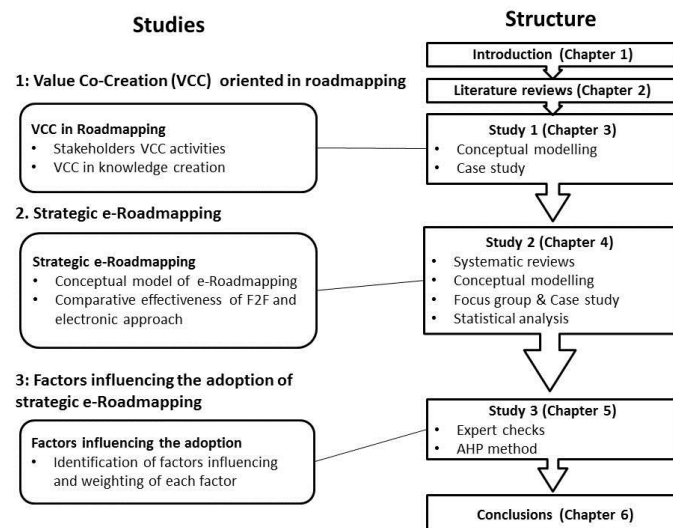 Studies
1: Value Co-Creation (VCC) oriented in roadmapping
VCC in Roadmapping
• Stakeholders VCC activities
• VCC in knowledge creation
2. Strategic e-Roadmapping
Strategic e-Roadmapping
• Conceptual model of e-Roadmapping
• Comparative effectiveness of F2F and
electronic approach
3: Factors influencing the adoption of
strategic e-Roadmapping
Factors influencing the adoption
• Identification of factors influencing
and weighting of each factor
Structure
Introduction (Chapter 1)
Literature reviews (Chapter 2)
Study 1 (Chapter 3)
• Conceptual modelling
• Case study
Study 2 (Chapter 4)
• Systematic reviews
• Conceptual modelling
• Focus group & Case study
• Statistical analysis
Study 3 (Chapter 5)
• Expert checks
• AHP method
Conclusions (Chapter 6)